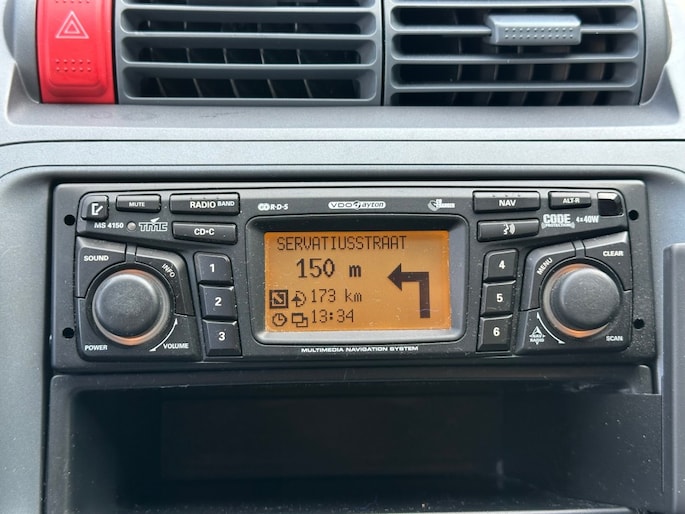 MUTE
RADIO BAND
R·D·S
VDO dayton
NAV
ALT-R
MS 4150
TMC
CD•C
CODE
4×40W
SOUND
INFO
SERVATIUSSTRAAT
150 m
173 km
13:34
1
2
3
4
5
6
MENU
CLEAR
POWER
VOLUME
NAV
RADIO
SCAN
MULTIMEDIA NAVIGATION SYSTEM